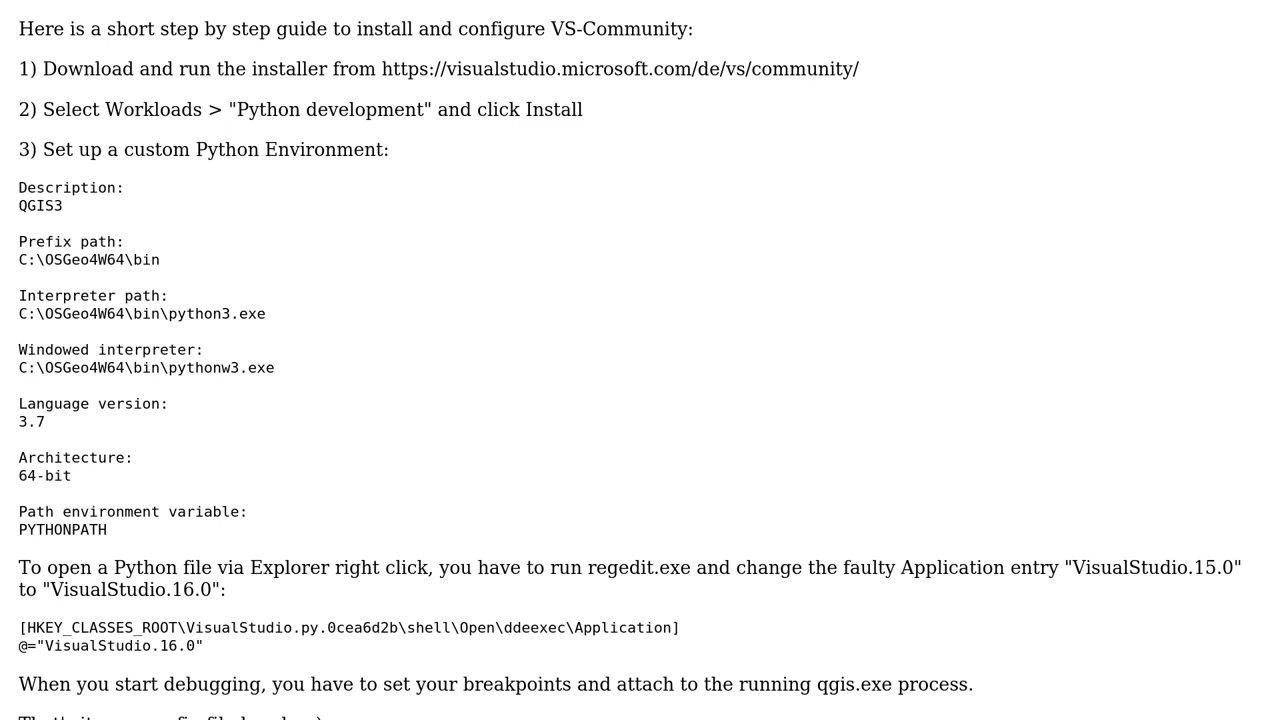 Here is a short step by step guide to install and configure VS-Community:
1) Download and run the installer from https://visualstudio.microsoft.com/de/vs/community/
2) Select Workloads > "Python development" and click Install
3) Set up a custom Python Environment:
Description:
QGIS3
Prefix path:
C:\OSGeo4W64\bin
Interpreter path:
C:\OSGeo4W64\bin\python3.exe
Windowed interpreter:
C:\OSGeo4W64\bin\pythonw3.exe
Language version:
3.7
Architecture:
64-bit
Path environment variable:
PYTHONPATH
To open a Python file via Explorer right click, you have to run regedit.exe and change the faulty Application entry "VisualStudio.15.0"
to "VisualStudio.16.0":
[HKEY_CLASSES_ROOT\VisualStudio.py.0cea6d2b\shell\Open\ddeexec\Application]
@="VisualStudio.16.0"
When you start debugging, you have to set your breakpoints and attach to the running qgis.exe process.